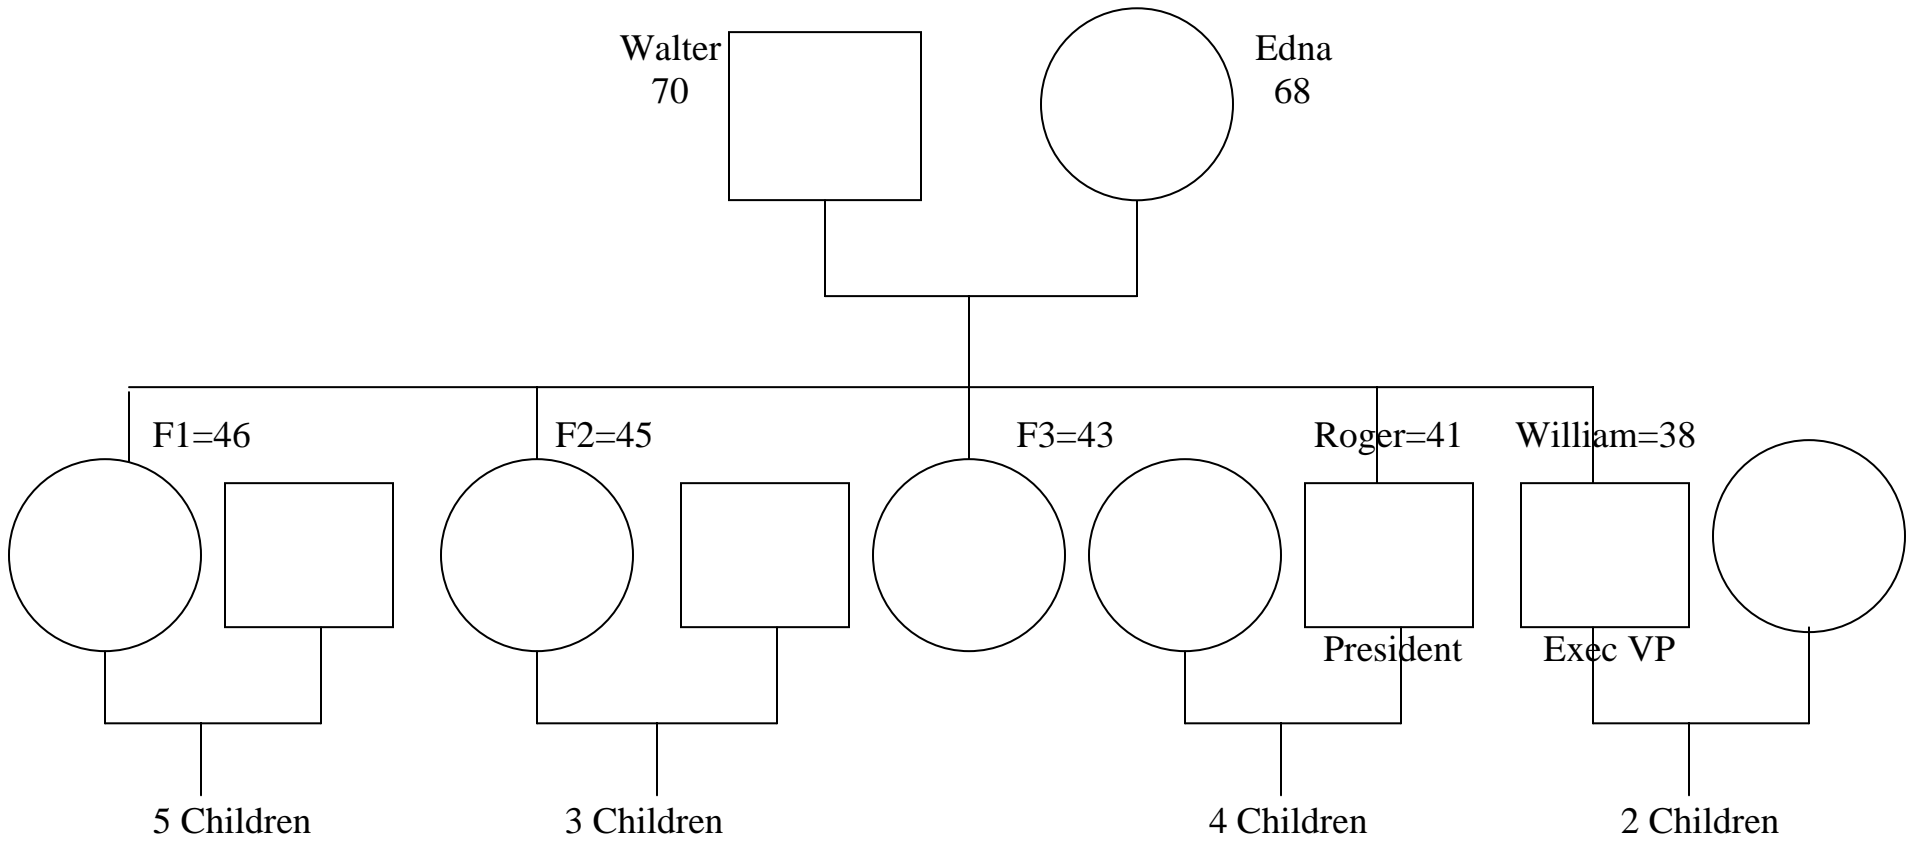 Walter
70
Edna
68
F1=46
F2=45
F3=43
Roger=41
William=38
President
Exec VP
5 Children
3 Children
4 Children
2 Children